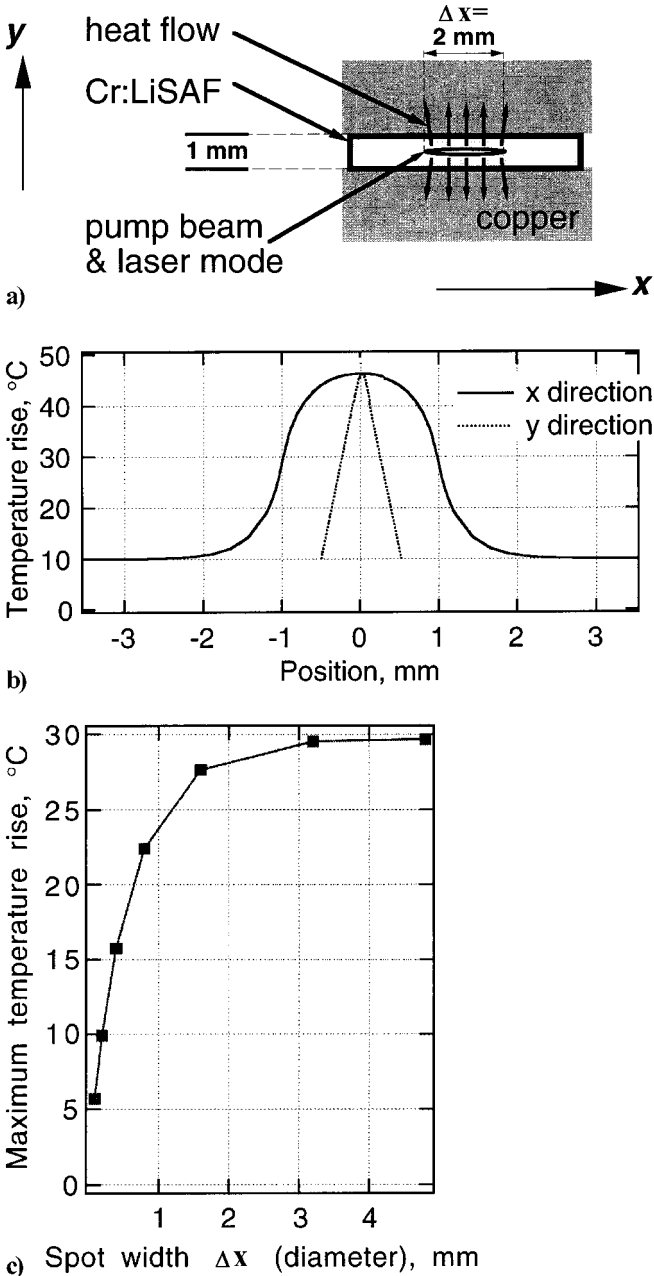 y
heat flow
Δ x=
2 mm
Cr:LiSAF
1 mm
pump beam
& laser mode
copper
a)
x
Temperature rise, °C
50
40
30
20
10
0
x direction
y direction
-3 -2 -1 0 1 2 3
Position, mm
b)
Maximum temperature rise, °C
30
25
20
15
10
5
0
1 2 3 4
c) Spot width Δx (diameter), mm